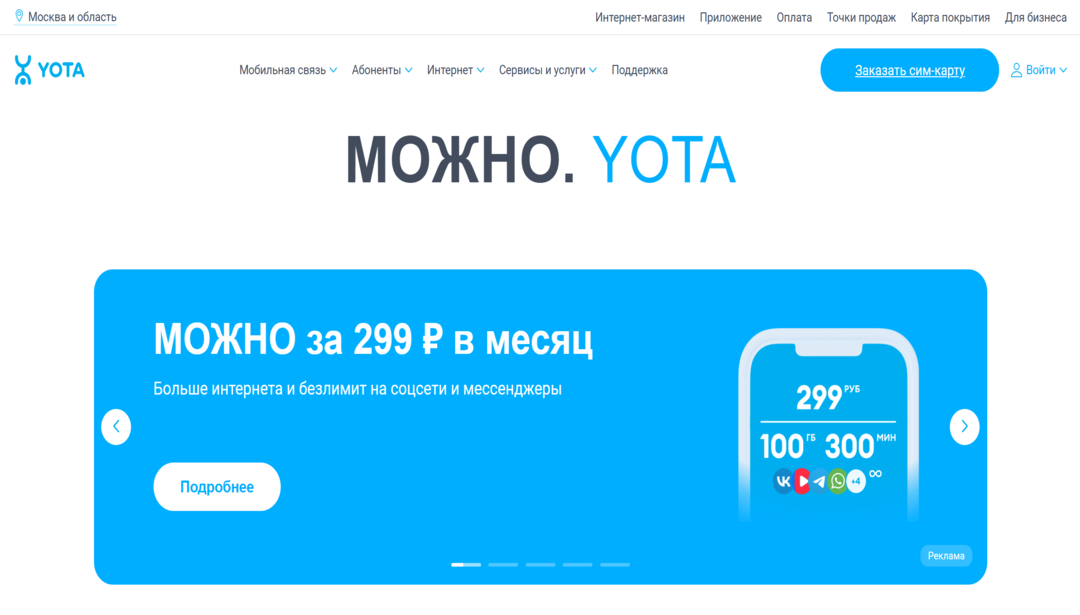 Москва и область
Интернет-магазин Приложение Оплата Точки продаж Карта покрытия Для бизнеса
YOTA Мобильная связь Абоненты Интернет Сервисы и услуги Поддержка Заказать сим-карту Войти
МОЖНО. YOTA
МОЖНО за 299 ₽ в месяц
Больше интернета и безлимит на соцсети и мессенджеры
Подробнее
299 РУБ
100 ГБ 300 МИН
+4 ∞
Реклама